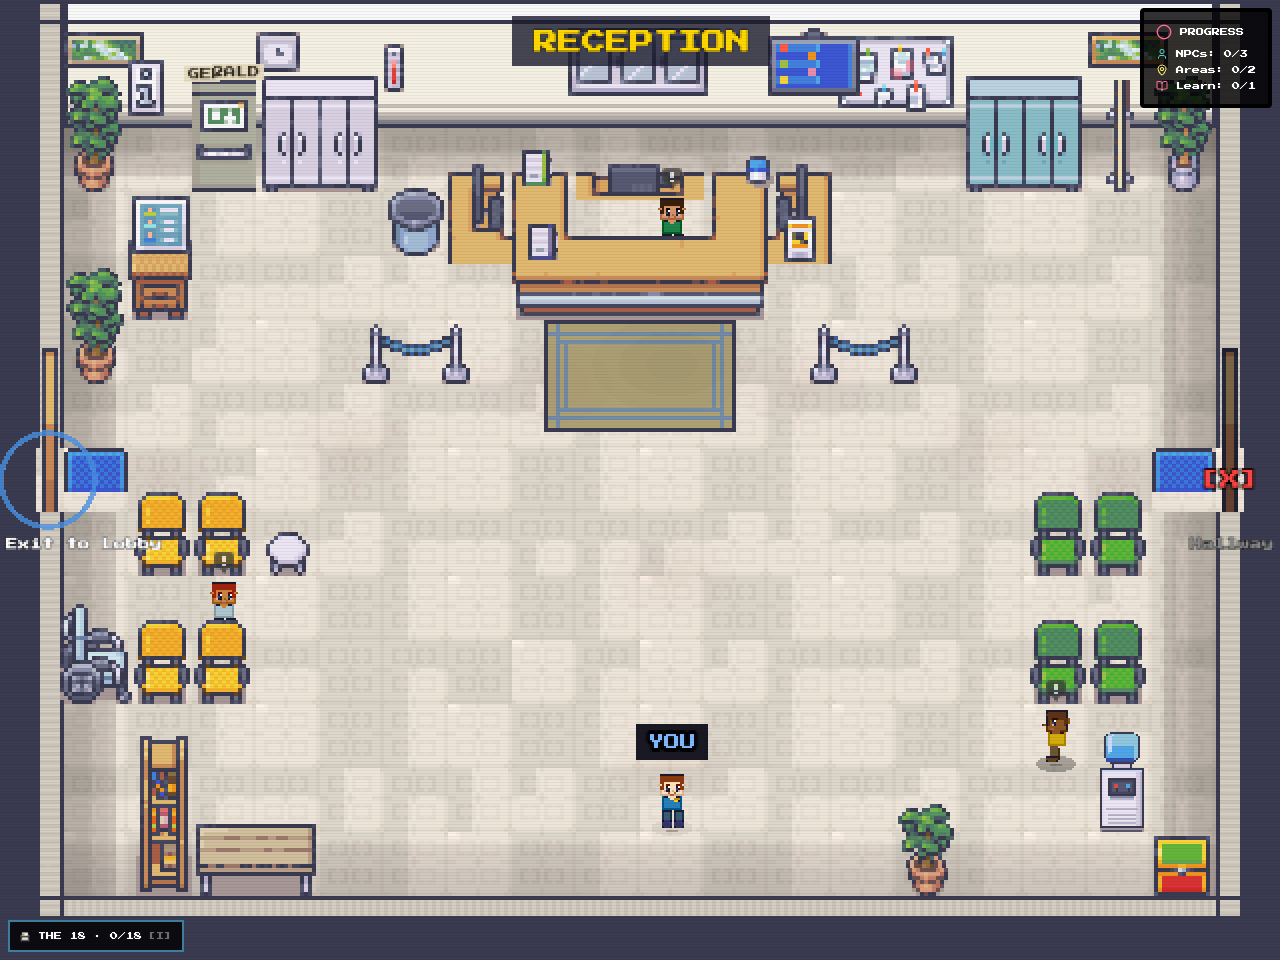 RECEPTION
PROGRESS
NPCs: 0/3
Areas: 0/2
Learn: 0/1
GERALD
[X]
Exit to Lobby
Hallway
YOU
THE 18 · 0/18 [I]